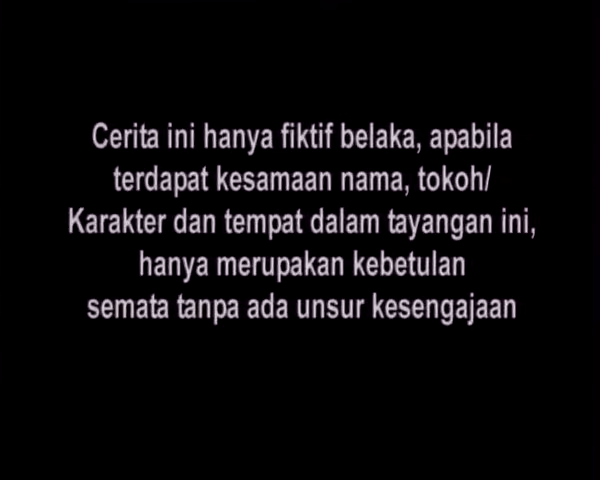 Cerita ini hanya fiktif belaka, apabila
terdapat kesamaan nama, tokoh/
Karakter dan tempat dalam tayangan ini,
hanya merupakan kebetulan
semata tanpa ada unsur kesengajaan